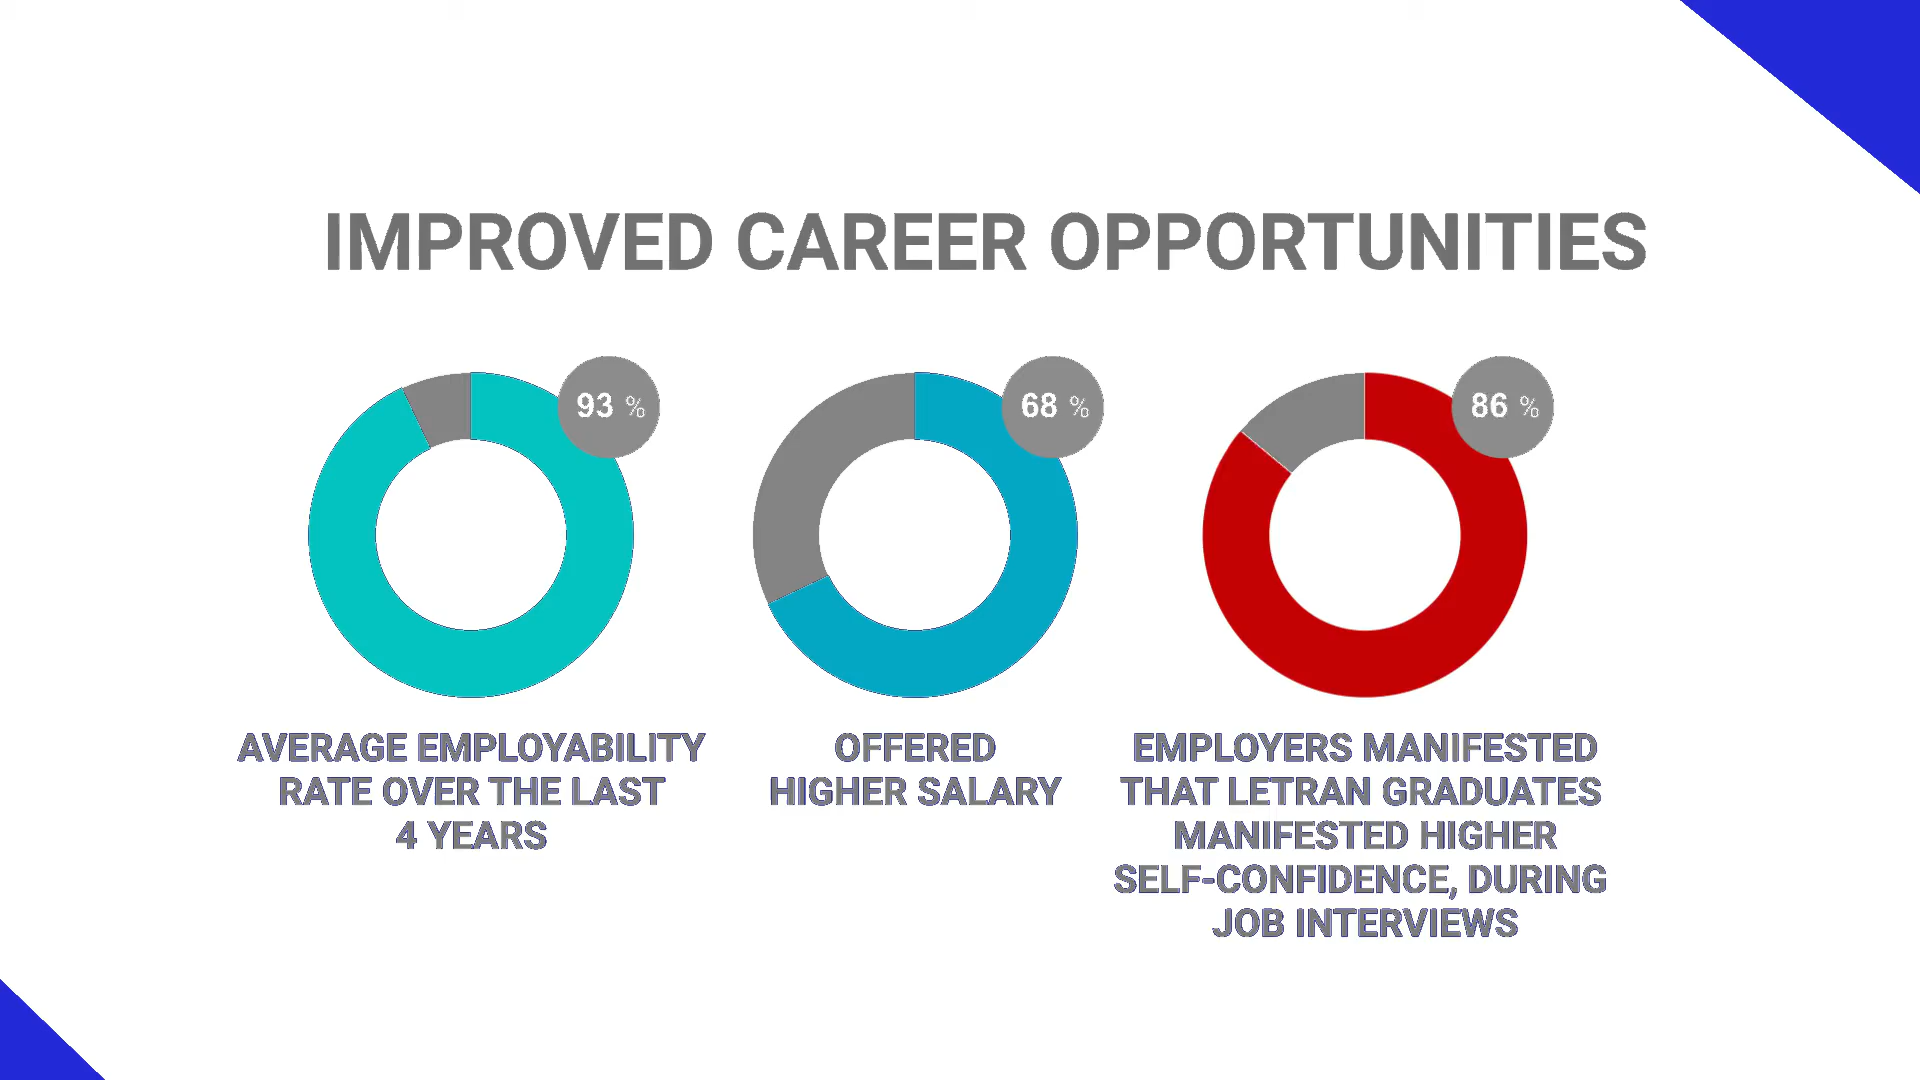 IMPROVED CAREER OPPORTUNITIES
93 %
68 %
86 %
AVERAGE EMPLOYABILITY
RATE OVER THE LAST
4 YEARS
OFFERED
HIGHER SALARY
EMPLOYERS MANIFESTED
THAT LETRAN GRADUATES
MANIFESTED HIGHER
SELF-CONFIDENCE, DURING
JOB INTERVIEWS